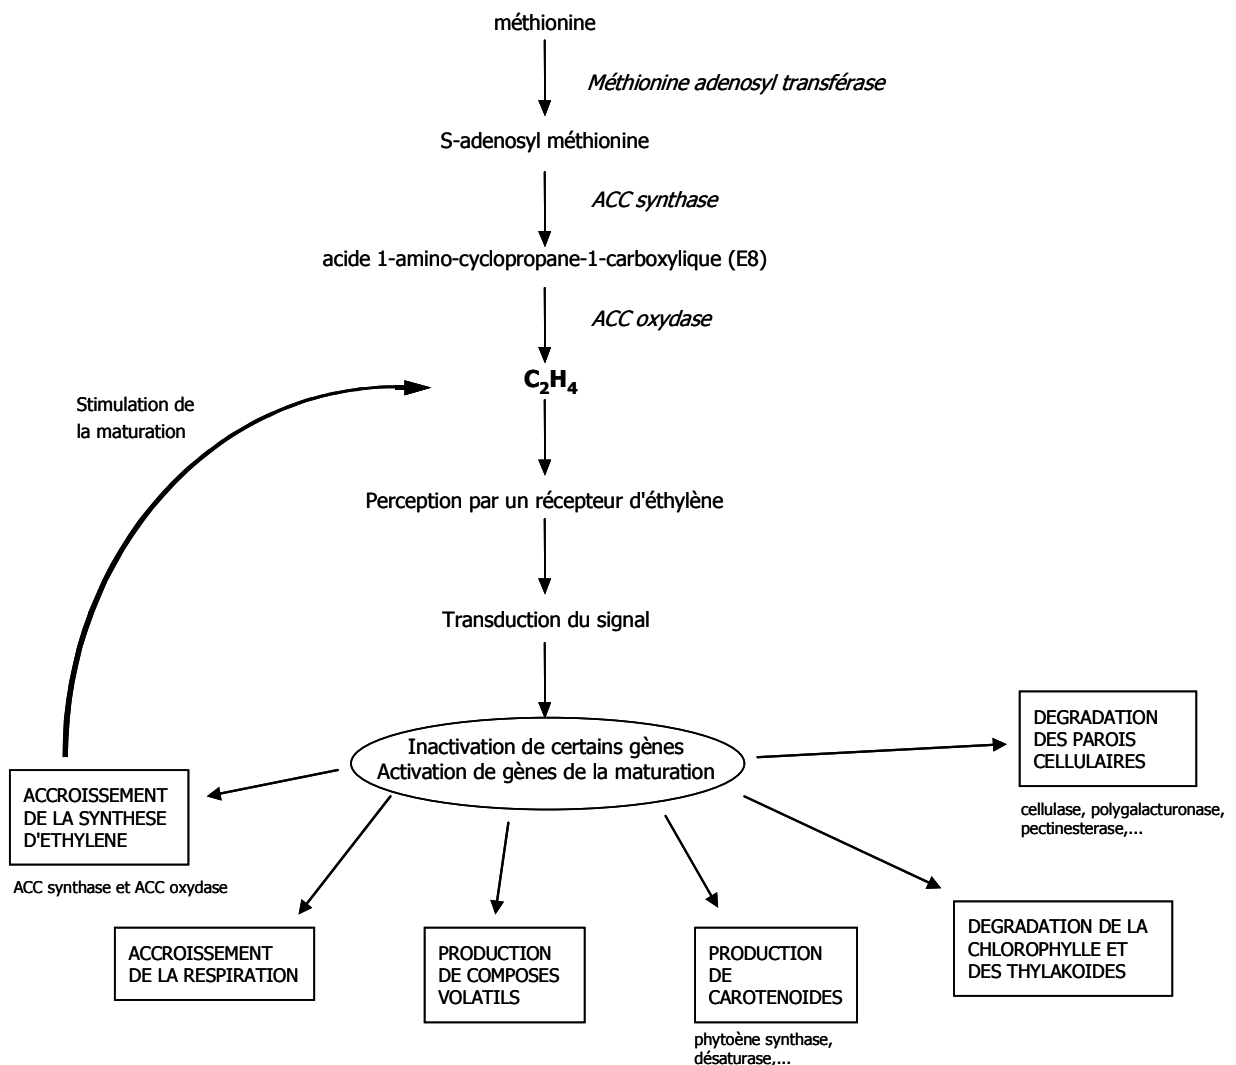 méthionine
Méthionine adenosyl transférase
S-adenosyl méthionine
ACC synthase
acide 1-amino-cyclopropane-1-carboxylique (E8)
ACC oxydase
C₂H₄
Stimulation de
la maturation
Perception par un récepteur d'éthylène
Transduction du signal
Inactivation de certains gènes
Activation de gènes de la maturation
DEGRADATION
DES PAROIS
CELLULAIRES
cellulase, polygalacturonase,
pectinesterase,...
ACCROISSEMENT
DE LA SYNTHESE
D'ETHYLENE
ACC synthase et ACC oxydase
ACCROISSEMENT
DE LA RESPIRATION
PRODUCTION
DE COMPOSES
VOLATILS
PRODUCTION
DE
CAROTENOIDES
phytoène synthase,
désaturase,...
DEGRADATION DE LA
CHLOROPHYLLE ET
DES THYLAKOIDES